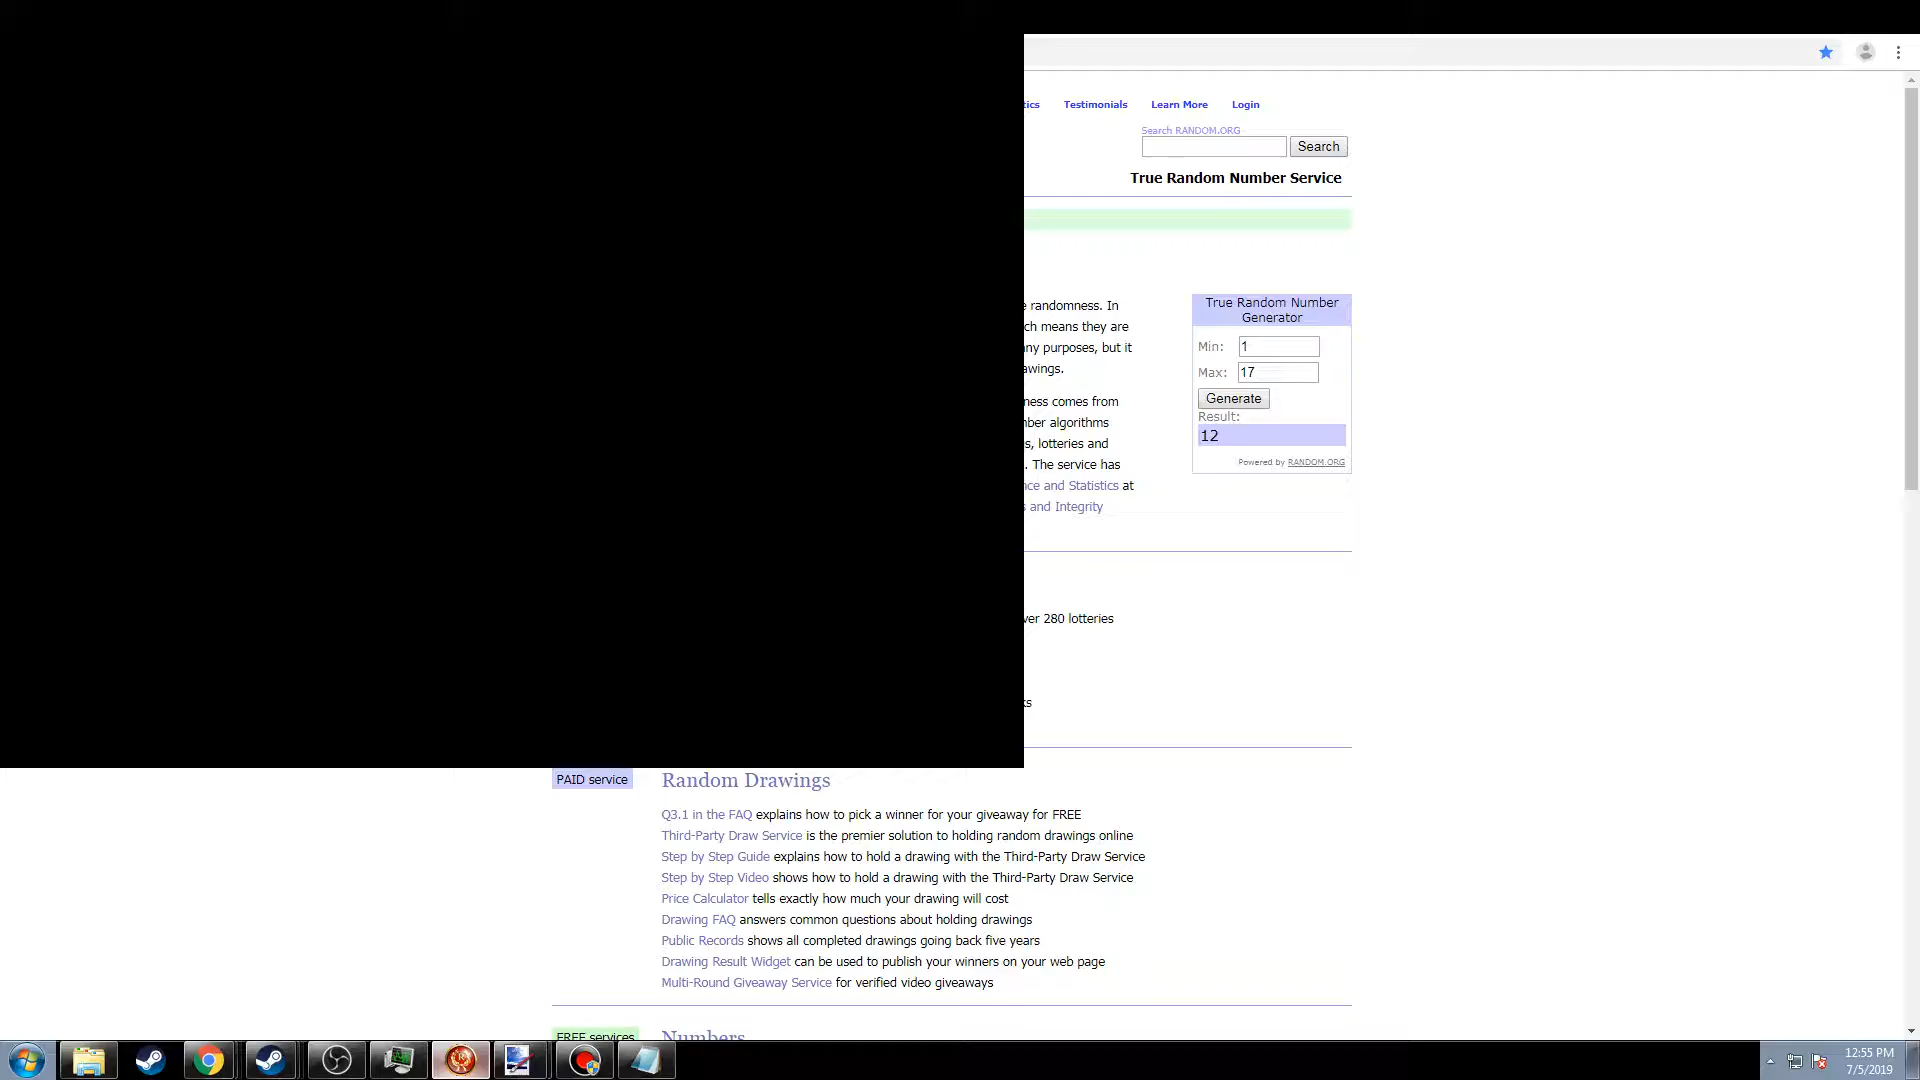 tics Testimonials Learn More Login
Search RANDOM.ORG
Search
True Random Number Service
e randomness. In
ch means they are
any purposes, but it
awings.
ness comes from
ber algorithms
s, lotteries and
. The service has
nce and Statistics at
s and Integrity
True Random Number
Generator
Min: 1
Max: 17
Generate
Result:
12
Powered by RANDOM.ORG
ver 280 lotteries
ks
PAID service
Random Drawings
Q3.1 in the FAQ explains how to pick a winner for your giveaway for FREE
Third-Party Draw Service is the premier solution to holding random drawings online
Step by Step Guide explains how to hold a drawing with the Third-Party Draw Service
Step by Step Video shows how to hold a drawing with the Third-Party Draw Service
Price Calculator tells exactly how much your drawing will cost
Drawing FAQ answers common questions about holding drawings
Public Records shows all completed drawings going back five years
Drawing Result Widget can be used to publish your winners on your web page
Multi-Round Giveaway Service for verified video giveaways
FREE services
Numbers
12:55 PM
7/5/2019